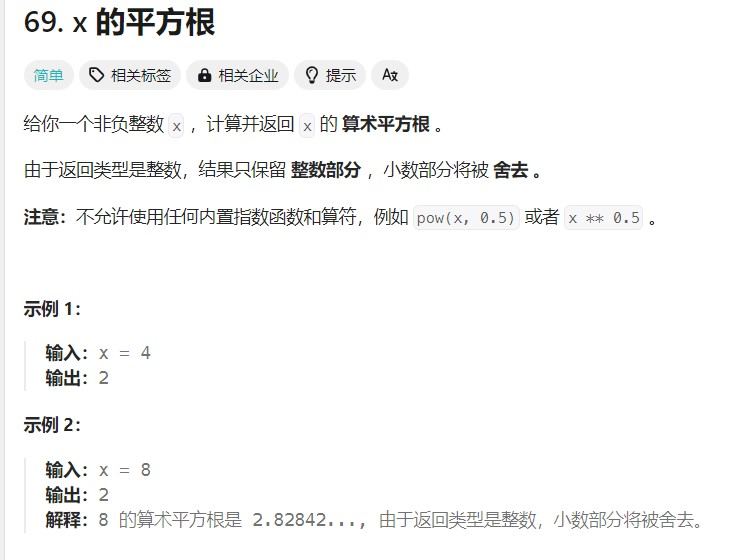 69. x 的平方根
简单 相关标签 相关企业 提示 Ax
给你一个非负整数 x ，计算并返回 x 的 算术平方根 。
由于返回类型是整数，结果只保留 整数部分 ，小数部分将被 舍去 。
注意：不允许使用任何内置指数函数和算符，例如 pow(x, 0.5) 或者 x ** 0.5 。
示例 1：
输入：x = 4
输出：2
示例 2：
输入：x = 8
输出：2
解释：8 的算术平方根是 2.82842..., 由于返回类型是整数，小数部分将被舍去。